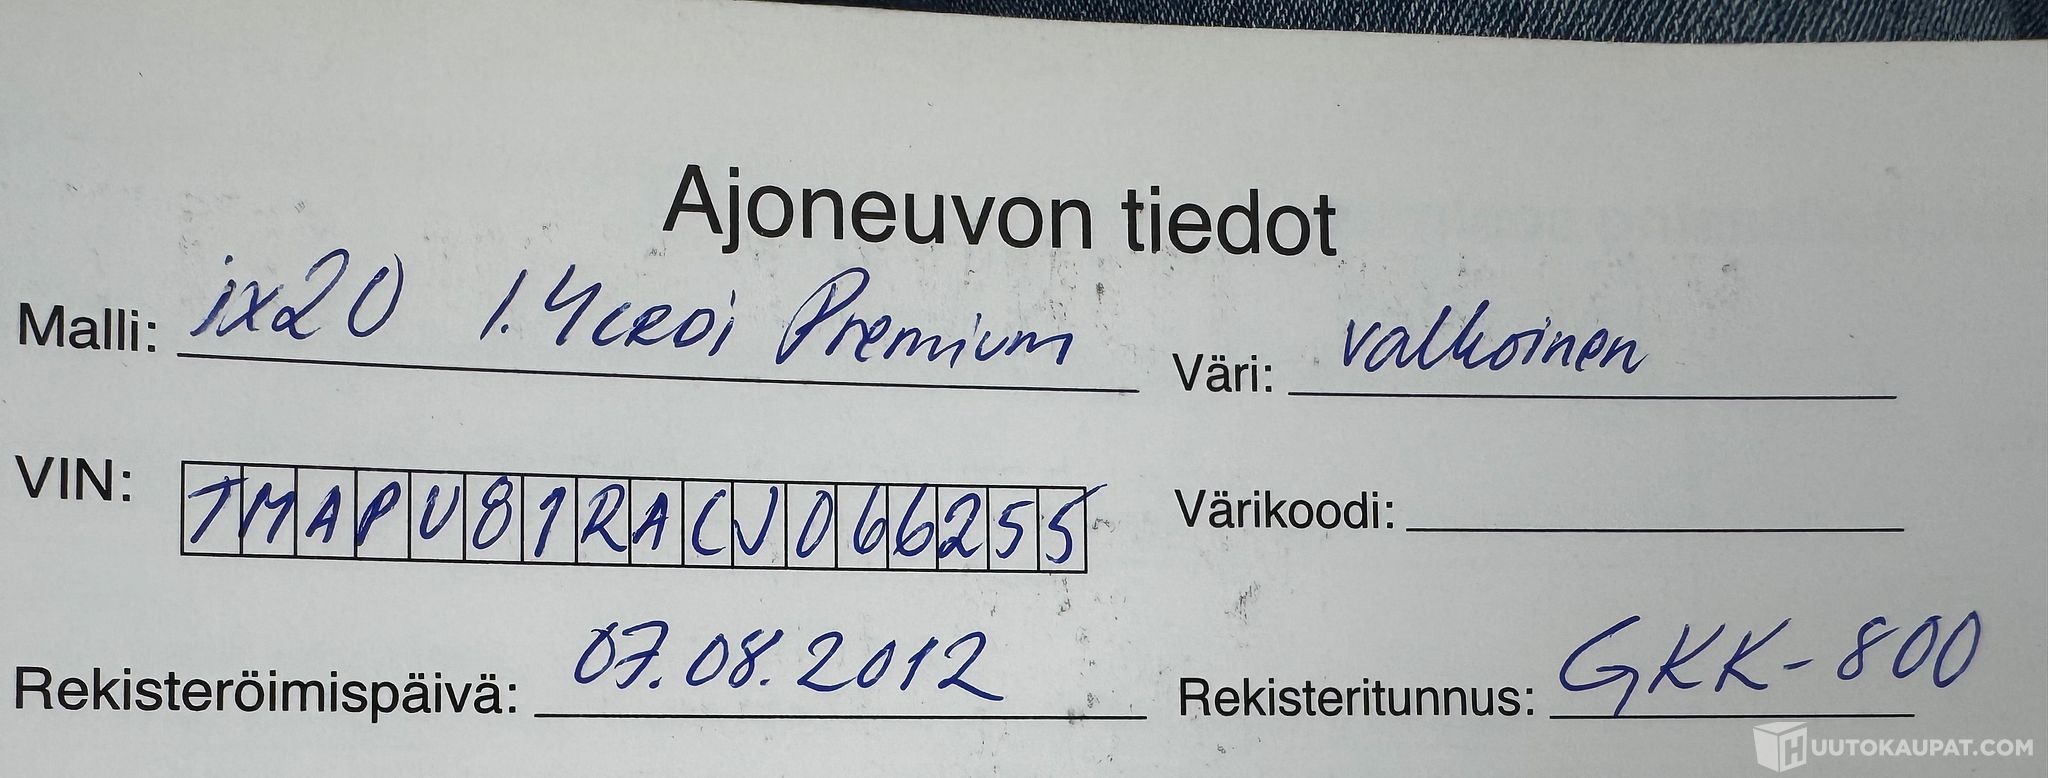 Ajoneuvon tiedot
Malli: ix20 1.4CRDi Premium Väri: valkoinen
VIN: TMAPU81RACJ066255 Värikoodi:
Rekisteröimispäivä: 07.08.2012 Rekisteritunnus: GKK-800
HUUTOKAUPAT.COM